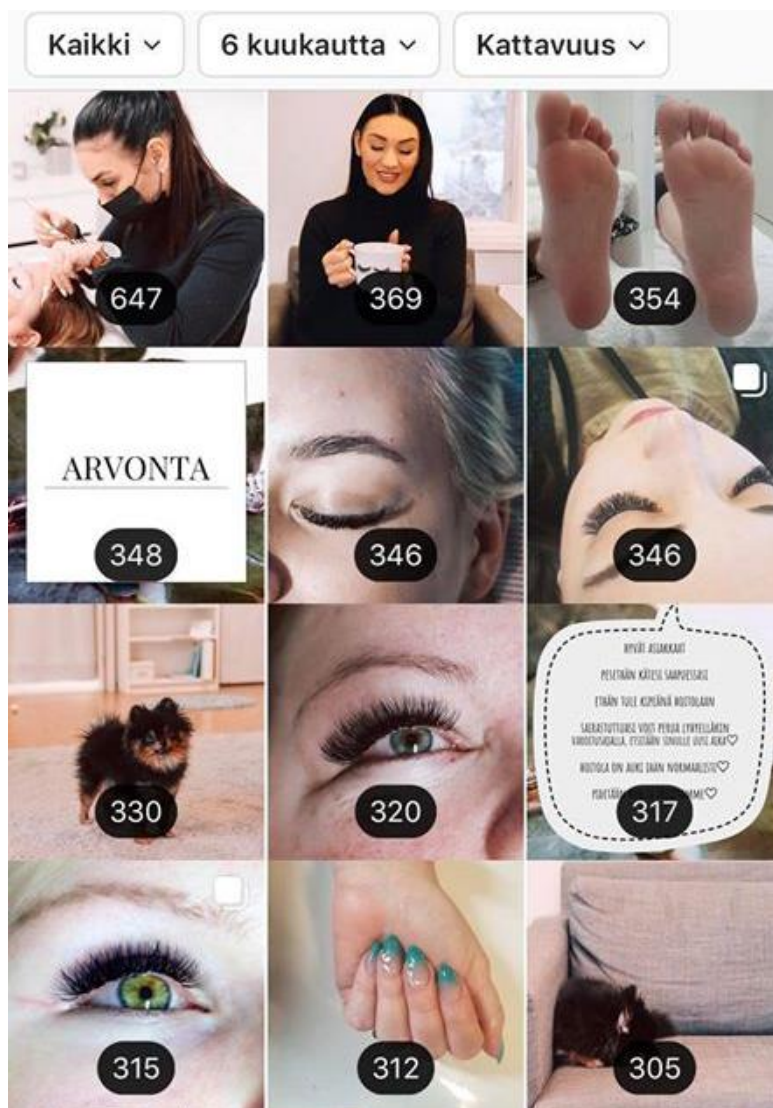 Kaikki
6 kuukautta
Kattavuus
647
369
354
ARVONTA
348
346
346
HYVÄT ASIAKKAAT
PESETHÄN KÄTESI SAAPUESSASI
ETHÄN TULE KIPEÄNÄ HOITOLAAN
SAIRASTUTTUASI VOIT PERUA LYHYELLÄKIN
VAROITUSAJALLA, ETSITÄÄN SINULLE UUSI AIKA♡
HOITOLA ON AUKI IHAN NORMAALISTI♡
330
320
317
315
312
305